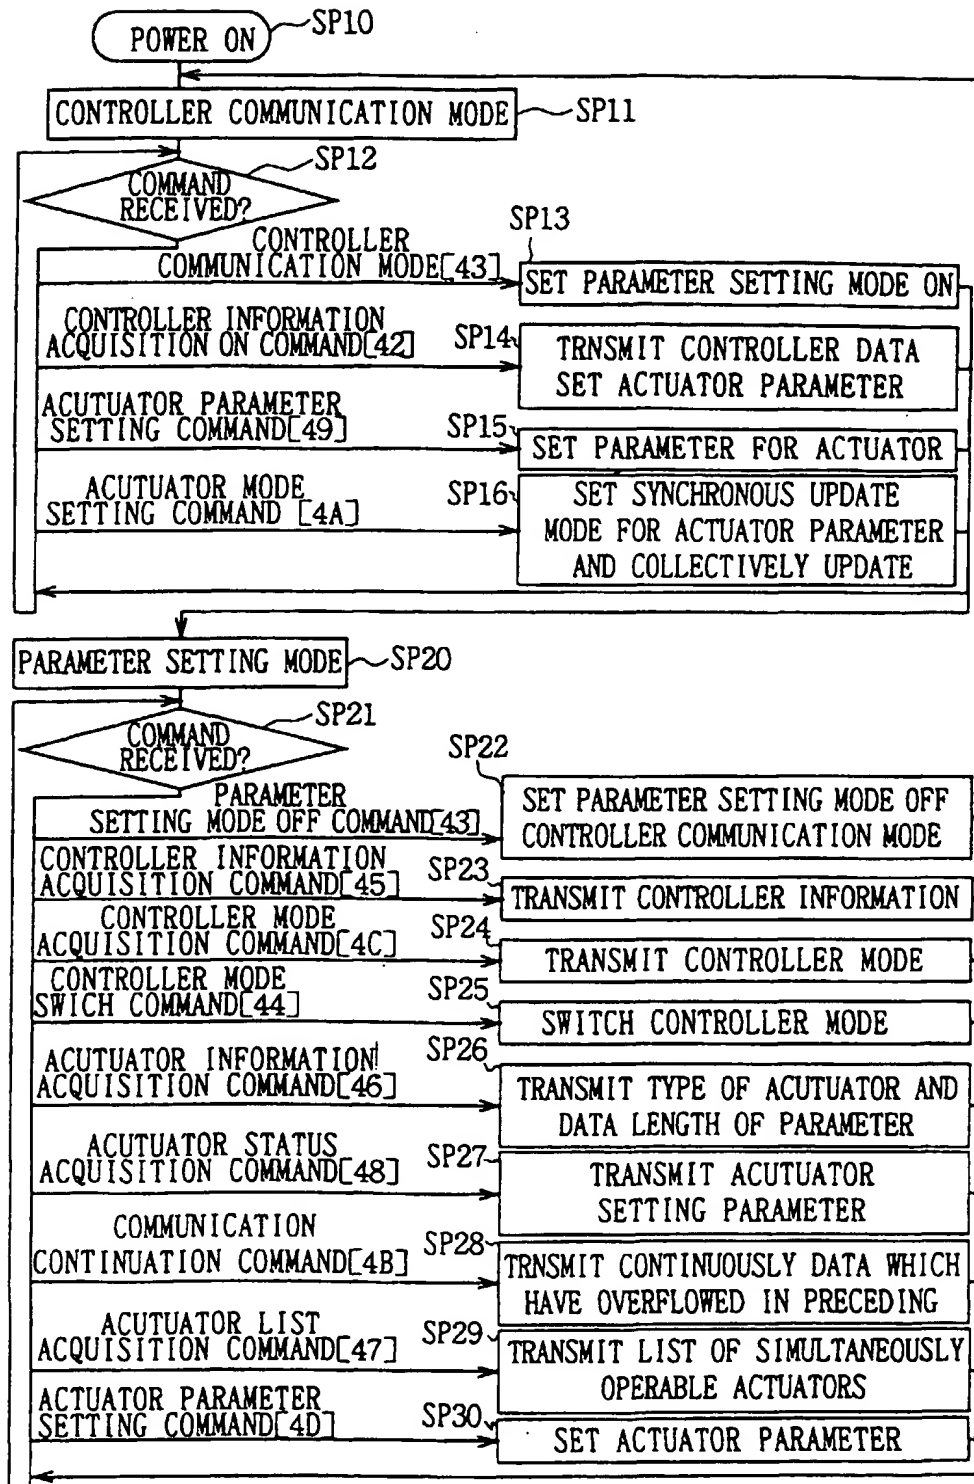 POWER ON
SP10
CONTROLLER COMMUNICATION MODE
SP11
SP12
COMMAND
RECEIVED?
CONTROLLER
COMMUNICATION MODE[43]
SP13
SET PARAMETER SETTING MODE ON
CONTROLLER INFORMATION
ACQUISITION ON COMMAND[42]
SP14
TRNSMIT CONTROLLER DATA
SET ACTUATOR PARAMETER
ACUTUATOR PARAMETER
SETTING COMMAND[49]
SP15
SET PARAMETER FOR ACTUATOR
ACUTUATOR MODE
SETTING COMMAND [4A]
SP16
SET SYNCHRONOUS UPDATE
MODE FOR ACTUATOR PARAMETER
AND COLLECTIVELY UPDATE
PARAMETER SETTING MODE
SP20
SP21
COMMAND
RECEIVED?
PARAMETER
SETTING MODE OFF COMMAND[43]
SP22
SET PARAMETER SETTING MODE OFF
CONTROLLER COMMUNICATION MODE
CONTROLLER INFORMATION
ACQUISITION COMMAND[45]
SP23
TRANSMIT CONTROLLER INFORMATION
CONTROLLER MODE
ACQUISITION COMMAND[4C]
SP24
TRANSMIT CONTROLLER MODE
CONTROLLER MODE
SWICH COMMAND[44]
SP25
SWITCH CONTROLLER MODE
ACUTUATOR INFORMATION
ACQUISITION COMMAND[46]
SP26
TRANSMIT TYPE OF ACUTUATOR AND
DATA LENGTH OF PARAMETER
ACUTUATOR STATUS
ACQUISITION COMMAND[48]
SP27
TRANSMIT ACUTUATOR
SETTING PARAMETER
COMMUNICATION
CONTINUATION COMMAND[4B]
SP28
TRNSMIT CONTINUOUSLY DATA WHICH
HAVE OVERFLOWED IN PRECEDING
ACUTUATOR LIST
ACQUISITION COMMAND[47]
SP29
TRANSMIT LIST OF SIMULTANEOUSLY
OPERABLE ACTUATORS
ACTUATOR PARAMETER
SETTING COMMAND[4D]
SP30
SET ACTUATOR PARAMETER